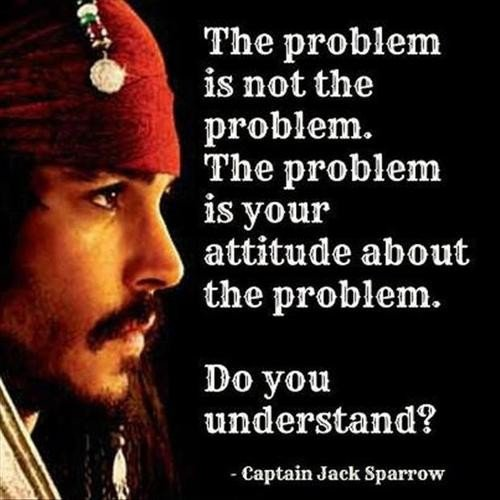 The problem
is not the
problem.
The problem
is your
attitude about
the problem.
Do you
understand?
- Captain Jack Sparrow